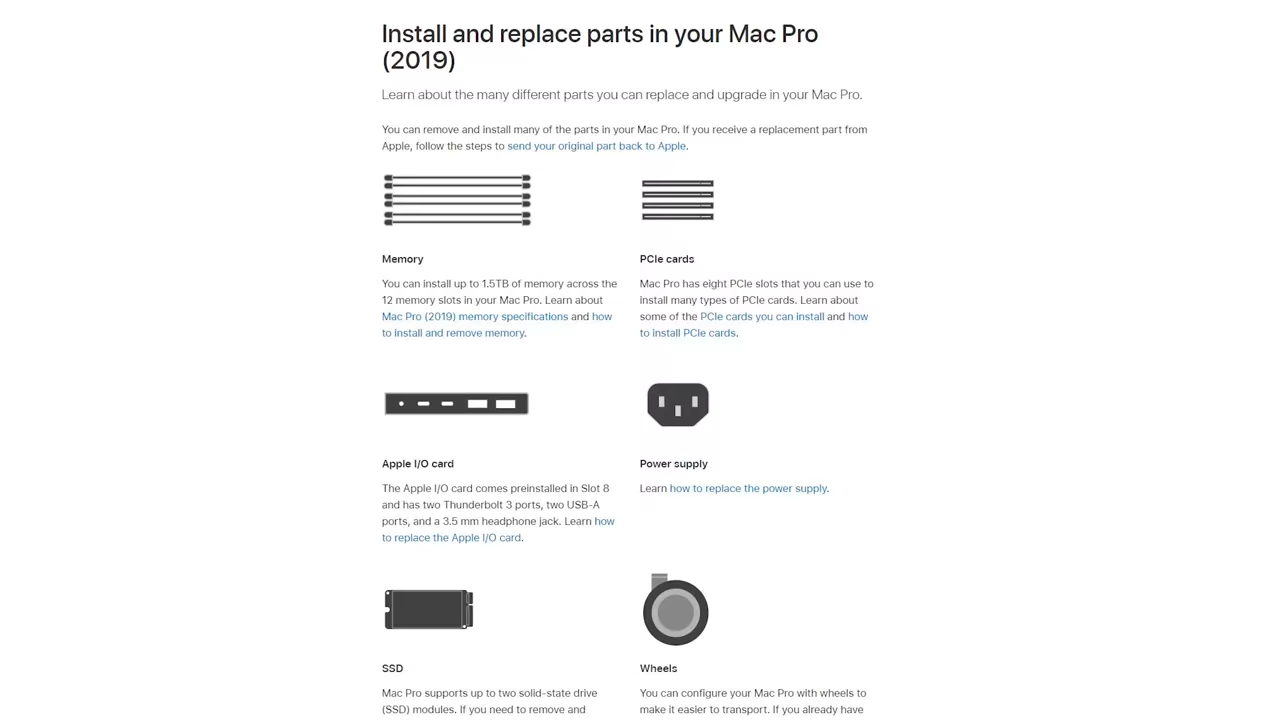 Install and replace parts in your Mac Pro
(2019)
Learn about the many different parts you can replace and upgrade in your Mac Pro.
You can remove and install many of the parts in your Mac Pro. If you receive a replacement part from
Apple, follow the steps to send your original part back to Apple.
Memory
You can install up to 1.5TB of memory across the
12 memory slots in your Mac Pro. Learn about
Mac Pro (2019) memory specifications and how
to install and remove memory.
PCIe cards
Mac Pro has eight PCIe slots that you can use to
install many types of PCIe cards. Learn about
some of the PCIe cards you can install and how
to install PCIe cards.
Apple I/O card
The Apple I/O card comes preinstalled in Slot 8
and has two Thunderbolt 3 ports, two USB-A
ports, and a 3.5 mm headphone jack. Learn how
to replace the Apple I/O card.
Power supply
Learn how to replace the power supply.
SSD
Mac Pro supports up to two solid-state drive
(SSD) modules. If you need to remove and
Wheels
You can configure your Mac Pro with wheels to
make it easier to transport. If you already have